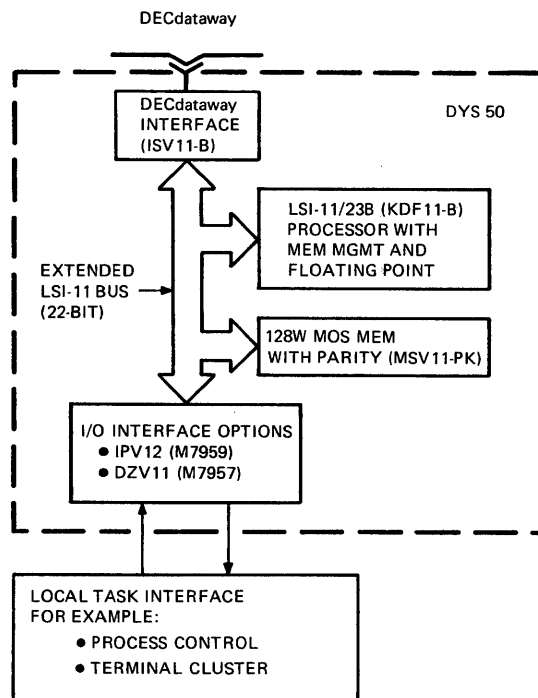 DECdataway
DECdataway
INTERFACE
(ISV11-B)
DYS 50
LSI-11/23B (KDF11-B)
PROCESSOR WITH
MEM MGMT AND
FLOATING POINT
EXTENDED
LSI-11 BUS
(22-BIT)
128W MOS MEM
WITH PARITY (MSV11-PK)
I/O INTERFACE OPTIONS
● IPV12 (M7959)
● DZV11 (M7957)
LOCAL TASK INTERFACE
FOR EXAMPLE:
● PROCESS CONTROL
● TERMINAL CLUSTER